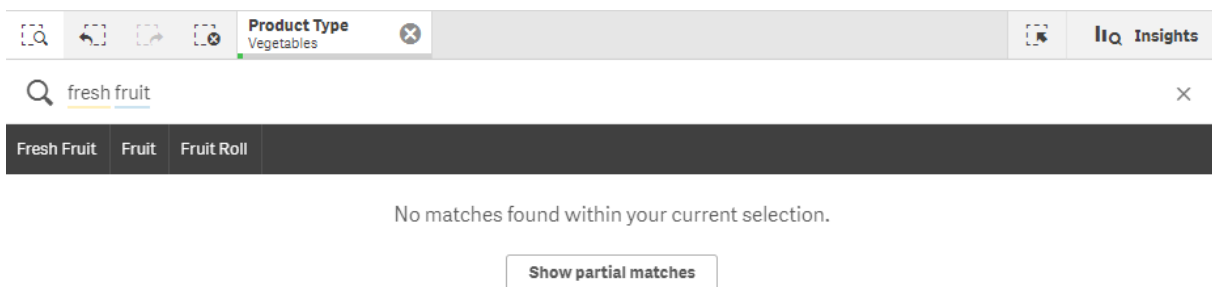 Product Type
Vegetables
Insights
fresh fruit
Fresh Fruit Fruit Fruit Roll
No matches found within your current selection.
Show partial matches